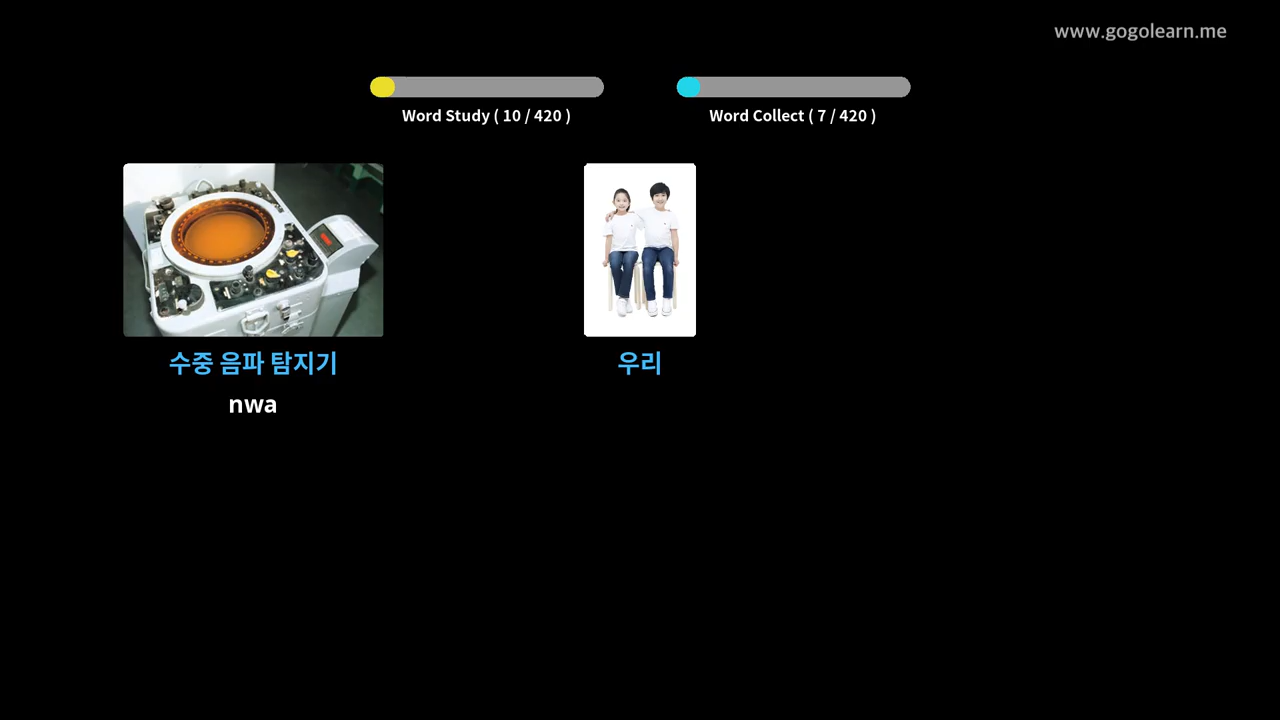 www.gogolearn.me
Word Study ( 10 / 420 )
Word Collect ( 7 / 420 )
수중 음파 탐지기
우리
nwa